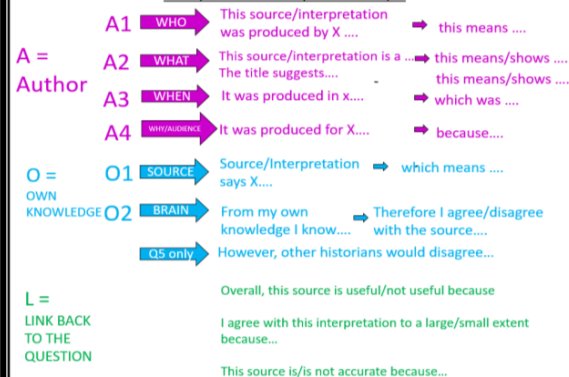 A =
Author
A1 WHO This source/interpretation
was produced by X .... this means ....
A2 WHAT This source/interpretation is a .... this means/shows ....
The title suggests.... this means/shows ....
A3 WHEN It was produced in x.... which was ....
A4 WHY/AUDIENCE It was produced for X.... because....
O =
OWN
KNOWLEDGE
O1 SOURCE Source/Interpretation which means ....
says X....
O2 BRAIN From my own Therefore I agree/disagree
knowledge I know.... with the source....
Q5 only However, other historians would disagree...
L =
LINK BACK
TO THE
QUESTION
Overall, this source is useful/not useful because
I agree with this interpretation to a large/small extent
because...
This source is/is not accurate because...